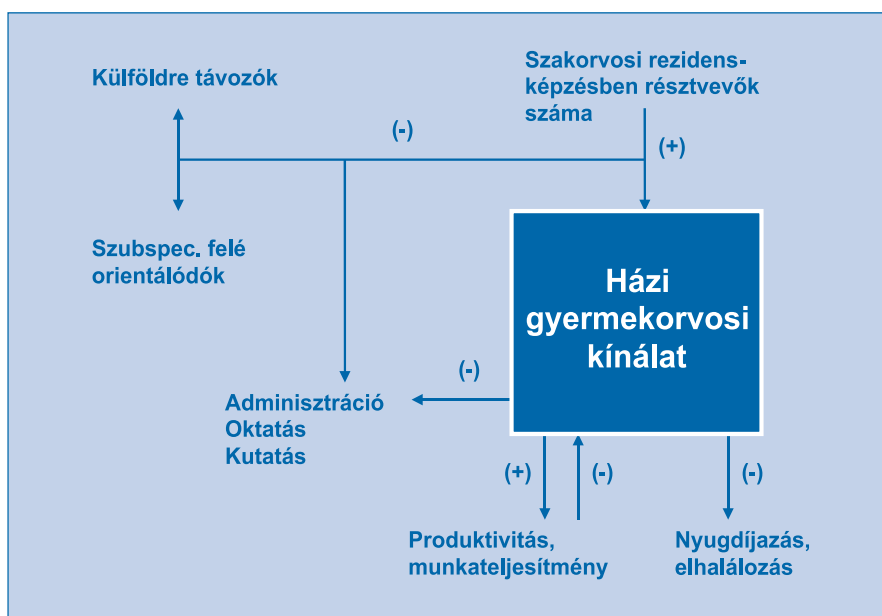 Külföldre távozók
Szakorvosi rezidens-
képzésben résztvevők
száma
(-)
(+)
Szubspec. felé
orientálódók
Házi
gyermekorvosi
kínálat
(-)
Adminisztráció
Oktatás
Kutatás
(+)
(-)
(-)
Produktivitás,
munkateljesítmény
Nyugdíjazás,
elhalálozás